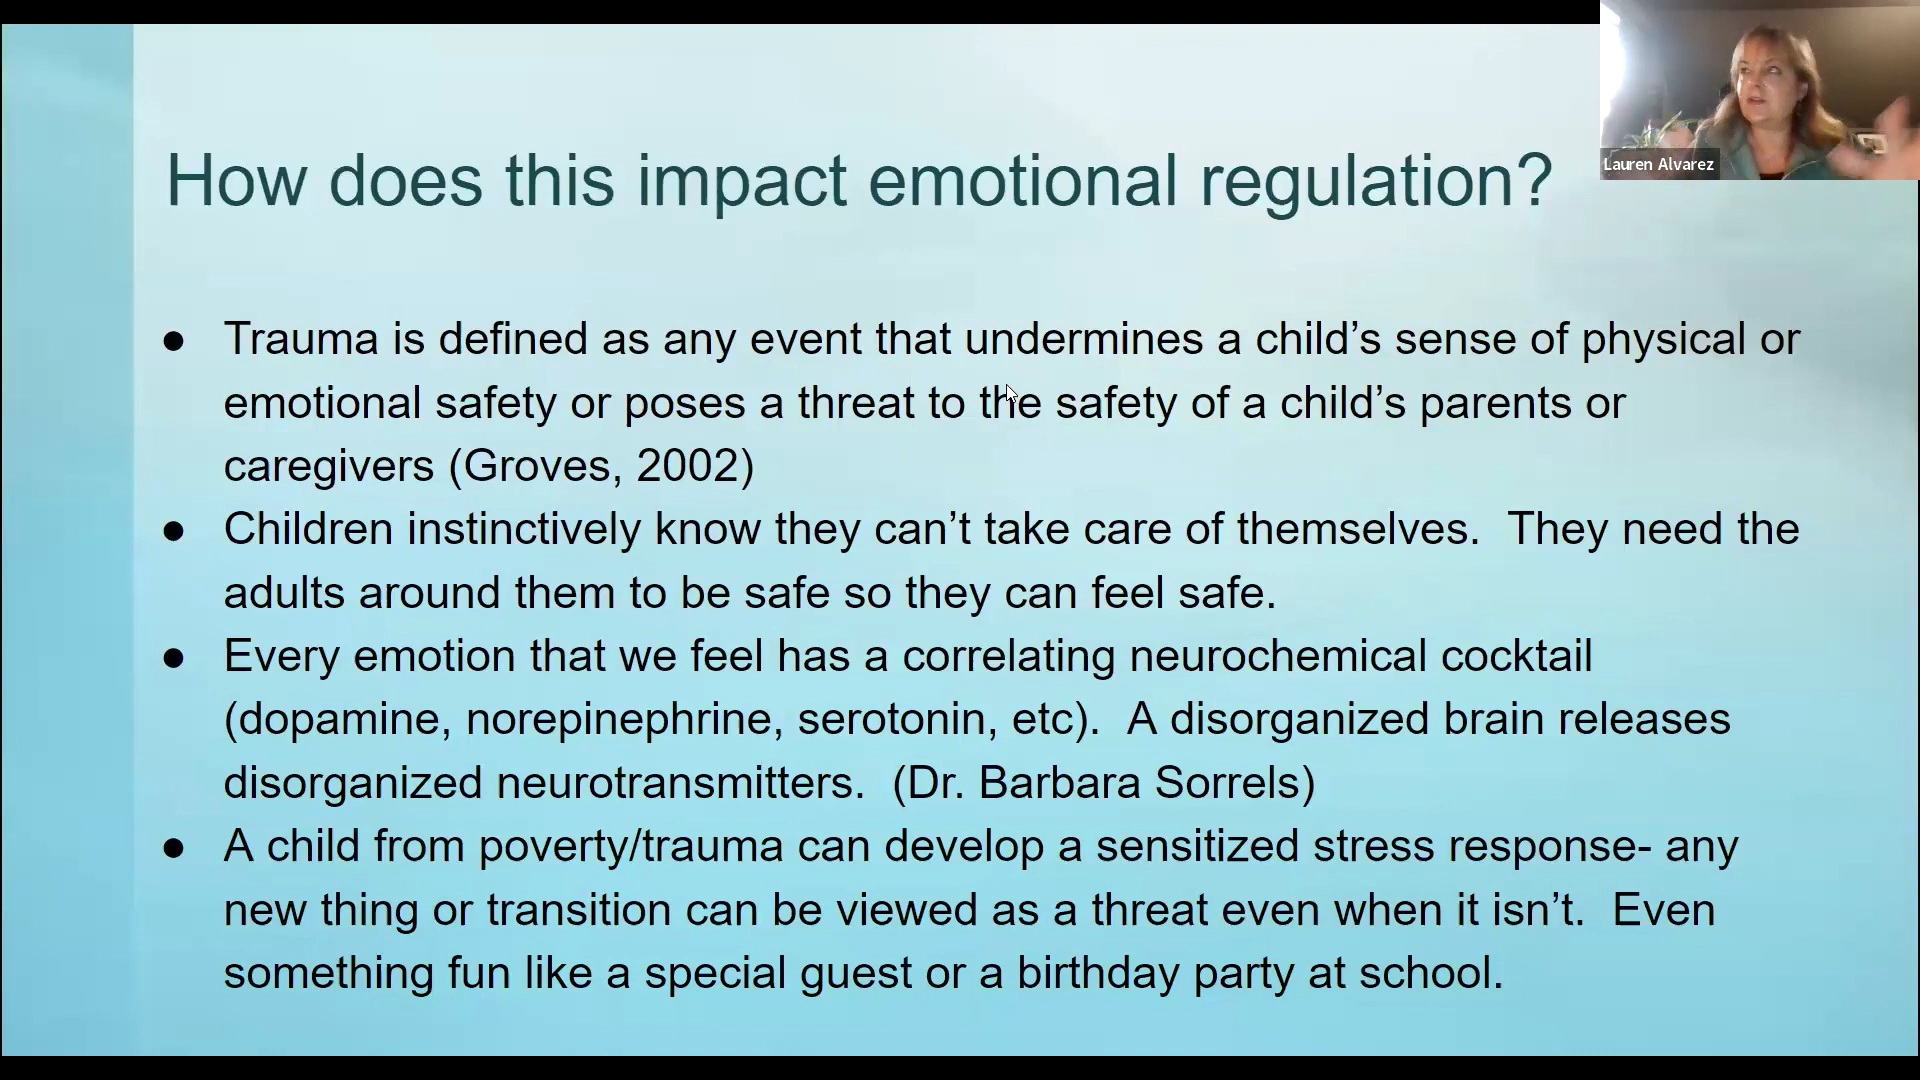 Lauren Alvarez
How does this impact emotional regulation?
● Trauma is defined as any event that undermines a child’s sense of physical or
emotional safety or poses a threat to the safety of a child’s parents or
caregivers (Groves, 2002)
● Children instinctively know they can’t take care of themselves.  They need the
adults around them to be safe so they can feel safe.
● Every emotion that we feel has a correlating neurochemical cocktail
(dopamine, norepinephrine, serotonin, etc).  A disorganized brain releases
disorganized neurotransmitters.  (Dr. Barbara Sorrels)
● A child from poverty/trauma can develop a sensitized stress response- any
new thing or transition can be viewed as a threat even when it isn’t.  Even
something fun like a special guest or a birthday party at school.